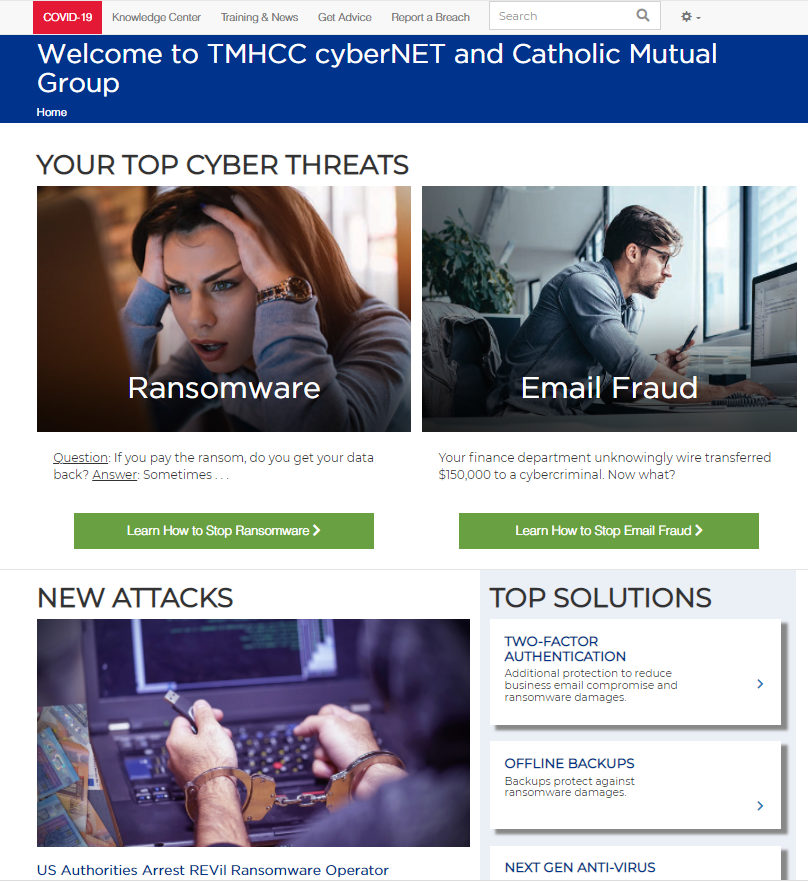 COVID-19 Knowledge Center Training & News Get Advice Report a Breach Search
Welcome to TMHCC cyberNET and Catholic Mutual
Group
Home
YOUR TOP CYBER THREATS
Ransomware
Email Fraud
Question: If you pay the ransom, do you get your data
back? Answer: Sometimes . . .
Your finance department unknowingly wire transferred
$150,000 to a cybercriminal. Now what?
Learn How to Stop Ransomware
Learn How to Stop Email Fraud
NEW ATTACKS
US Authorities Arrest REVil Ransomware Operator
TOP SOLUTIONS
TWO-FACTOR
AUTHENTICATION
Additional protection to reduce
business email compromise and
ransomware damages.
OFFLINE BACKUPS
Backups protect against
ransomware damages.
NEXT GEN ANTI-VIRUS